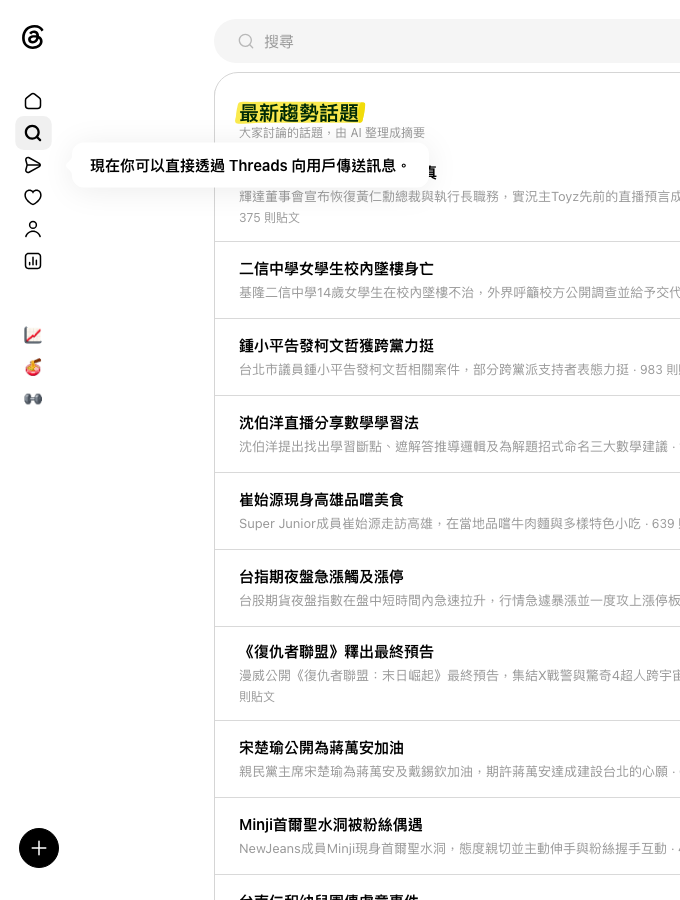 搜尋
最新趨勢話題
大家討論的話題，由 AI 整理成摘要
現在你可以直接透過 Threads 向用戶傳送訊息。
真
輝達董事會宣布恢復黃仁勳總裁與執行長職務，實況主Toyz先前的直播預言成
375 則貼文
二信中學女學生校內墜樓身亡
基隆二信中學14歲女學生在校內墜樓不治，外界呼籲校方公開調查並給予交代
鍾小平告發柯文哲獲跨黨力挺
台北市議員鍾小平告發柯文哲相關案件，部分跨黨派支持者表態力挺 · 983 則
沈伯洋直播分享數學學習法
沈伯洋提出找出學習斷點、遮解答推導邏輯及為解題招式命名三大數學建議 ·
崔始源現身高雄品嚐美食
Super Junior成員崔始源走訪高雄，在當地品嚐牛肉麵與多樣特色小吃 · 639
台指期夜盤急漲觸及漲停
台股期貨夜盤指數在盤中短時間內急速拉升，行情急遽暴漲並一度攻上漲停板
《復仇者聯盟》釋出最終預告
漫威公開《復仇者聯盟：末日崛起》最終預告，集結X戰警與驚奇4超人跨宇宙
則貼文
宋楚瑜公開為蔣萬安加油
親民黨主席宋楚瑜為蔣萬安及戴錫欽加油，期許蔣萬安達成建設台北的心願 ·
Minji首爾聖水洞被粉絲偶遇
NewJeans成員Minji現身首爾聖水洞，態度親切並主動伸手與粉絲握手互動 ·